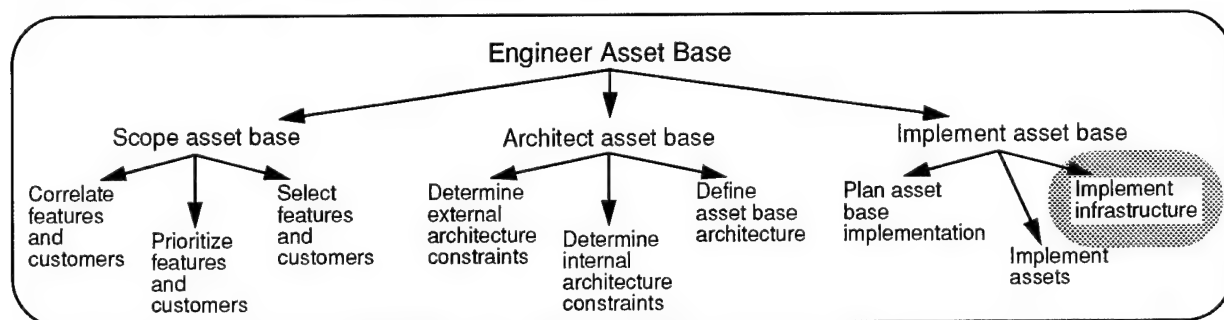 Engineer Asset Base
Scope asset base
Architect asset base
Implement asset base
Correlate
features
and
customers
Prioritize
features
and
customers
Select
features
and
customers
Determine
external
architecture
constraints
Determine
internal
architecture
constraints
Define
asset base
architecture
Plan asset
base
implementation
Implement
assets
Implement
infrastructure